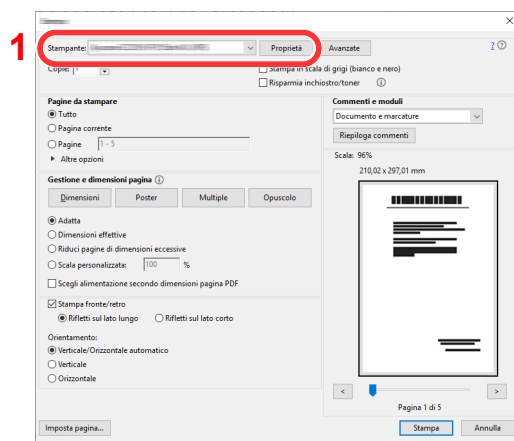 1
Stampante: Proprietà Avanzate ?
Copie: 1
Stampa in scala di grigi (bianco e nero)
Risparmia inchiostro/toner
Pagine da stampare
Tutto
Pagina corrente
Pagine 1 - 5
Altre opzioni
Gestione e dimensioni pagina
Dimensioni Poster Multiple Opuscolo
Adatta
Dimensioni effettive
Riduci pagine di dimensioni eccessive
Scala personalizzata: 100 %
Scegli alimentazione secondo dimensioni pagina PDF
Stampa fronte/retro
Rifletti sul lato lungo Rifletti sul lato corto
Orientamento:
Verticale/Orizzontale automatico
Verticale
Orizzontale
Commenti e moduli
Documento e marcature
Riepiloga commenti
Scala: 96%
210,02 x 297,01 mm
< >
Pagina 1 di 5
Imposta pagina... Stampa Annulla